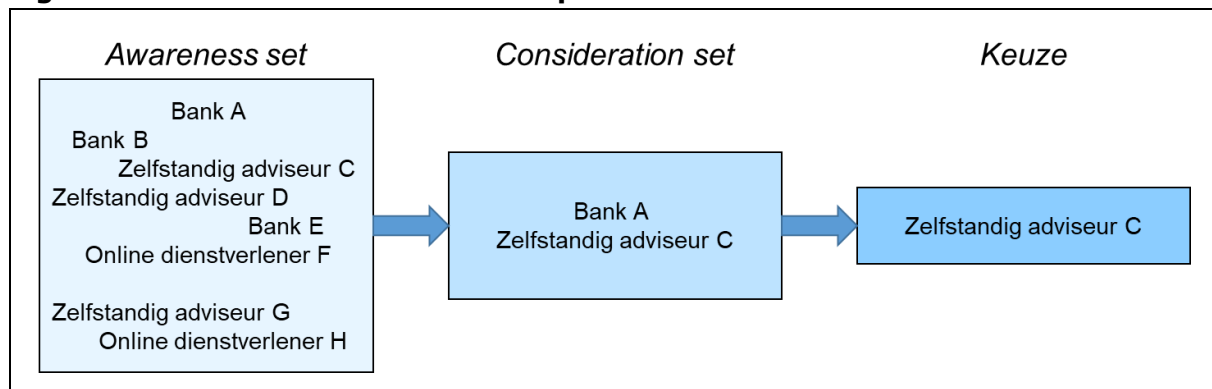 Awareness set
Consideration set
Keuze
Bank A
Bank B
Zelfstandig adviseur C
Zelfstandig adviseur D
Bank E
Online dienstverlener F
Zelfstandig adviseur G
Online dienstverlener H
Bank A
Zelfstandig adviseur C
Zelfstandig adviseur C